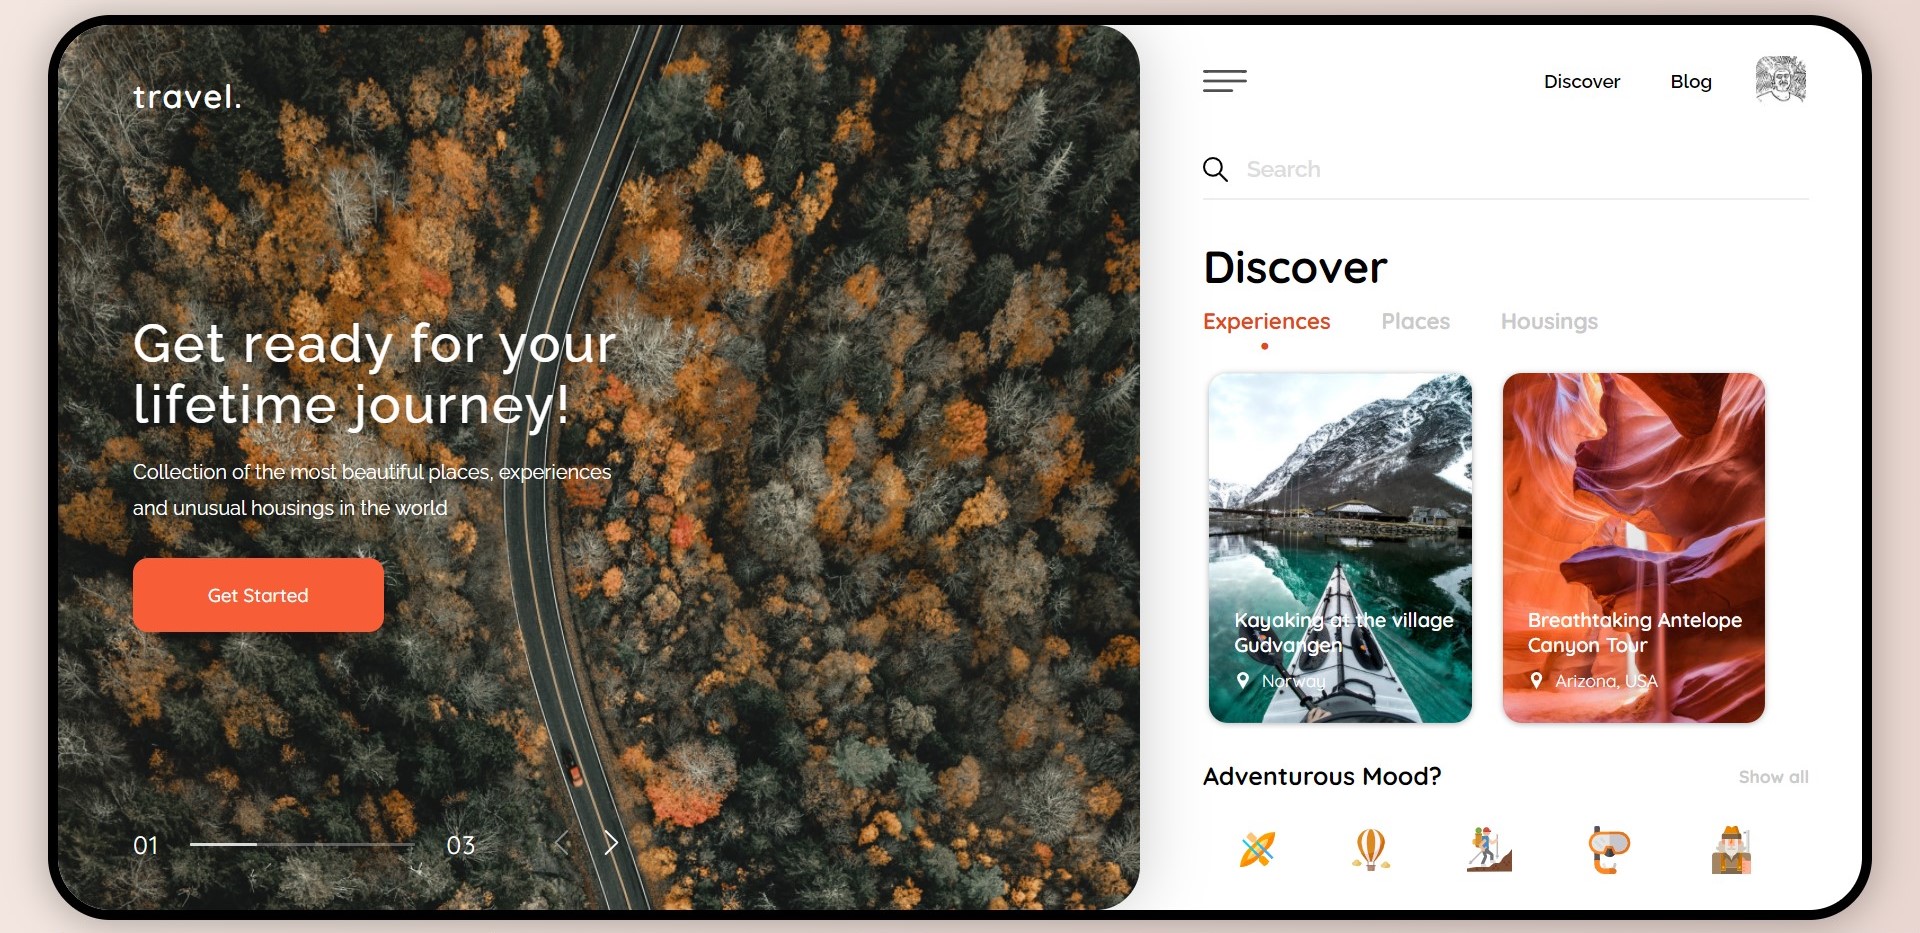 travel.
Get ready for your
lifetime journey!
Collection of the most beautiful places, experiences
and unusual housings in the world
Get Started
01 03
Discover Blog
Search
Discover
Experiences Places Housings
Kayaking at the village
Gudvangen
Norway
Breathtaking Antelope
Canyon Tour
Arizona, USA
Adventurous Mood? Show all